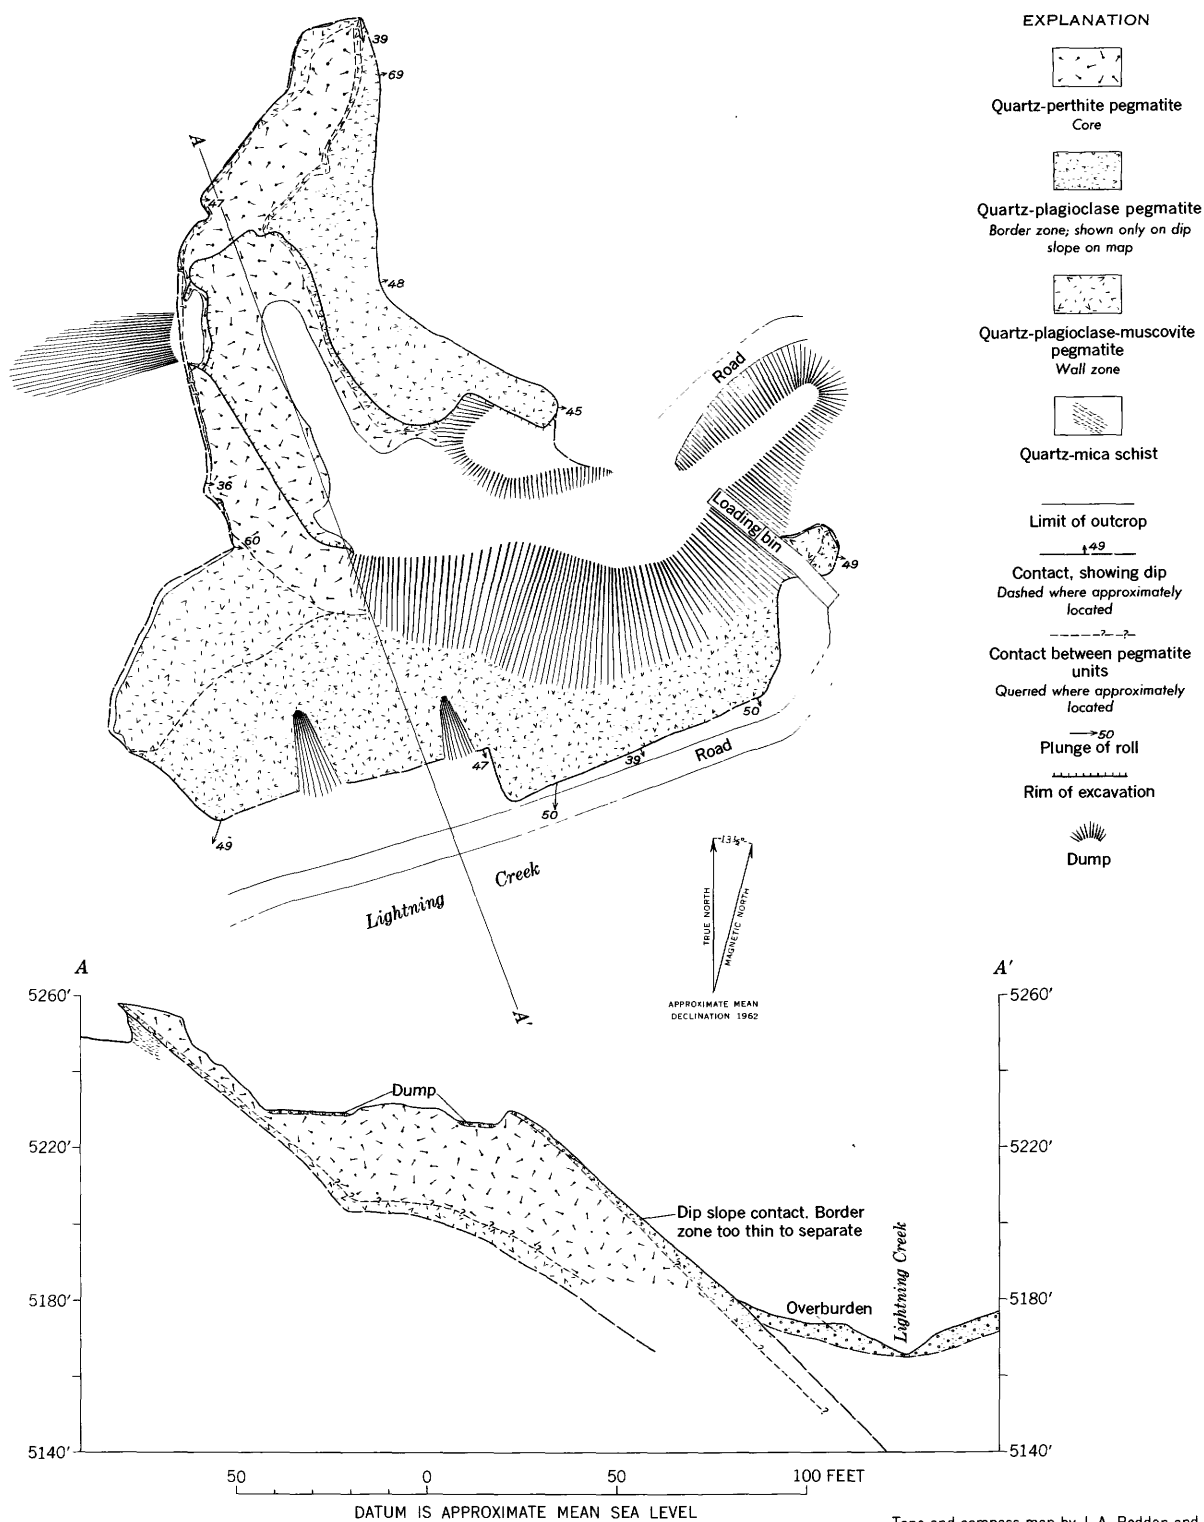 EXPLANATION
Quartz-perthite pegmatite
Core
Quartz-plagioclase pegmatite
Border zone; shown only on dip
slope on map
Quartz-plagioclase-muscovite
pegmatite
Wall zone
Quartz-mica schist
Limit of outcrop
49
Contact, showing dip
Dashed where approximately
located
?
?
Contact between pegmatite
units
Queried where approximately
located
50
Plunge of roll
Rim of excavation
Dump
39
69
A
47
48
45
36
60
Road
Loading bin
49
50
39
47
50
49
Road
Lightning Creek
A'
13½°
TRUE NORTH
MAGNETIC NORTH
APPROXIMATE MEAN
DECLINATION 1962
A
A'
5260'
5220'
5180'
5140'
5260'
5220'
5180'
5140'
Dump
Dip slope contact. Border
zone too thin to separate
Overburden
Lightning Creek
?
?
?
?
?
?
?
50 0 50 100 FEET
DATUM IS APPROXIMATE MEAN SEA LEVEL